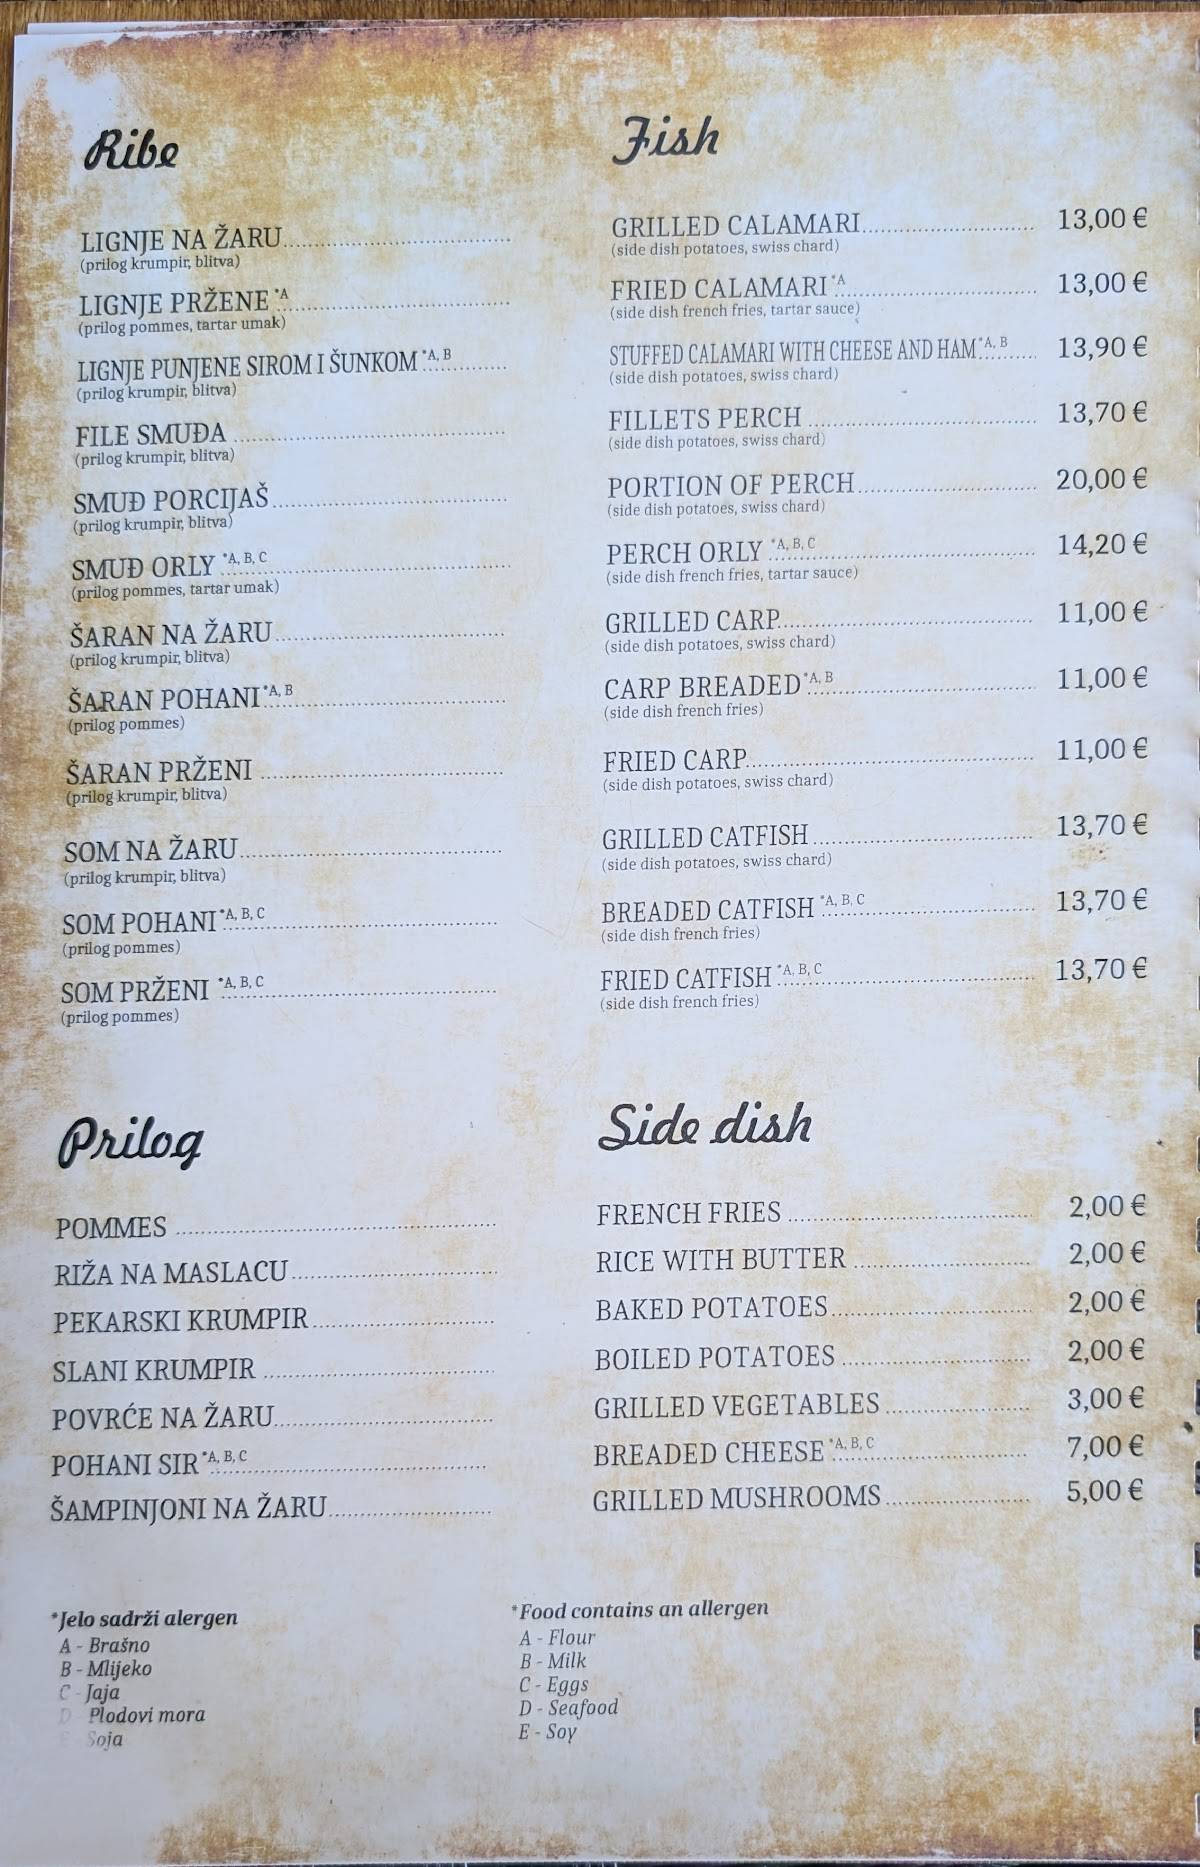 Ribe
LIGNJE NA ŽARU
(prilog krumpir, blitva)
LIGNJE PRŽENE *A
(prilog pommes, tartar umak)
LIGNJE PUNJENE SIROM I ŠUNKOM *A, B
(prilog krumpir, blitva)
FILE SMUĐA
(prilog krumpir, blitva)
SMUĐ PORCIJAŠ
(prilog krumpir, blitva)
SMUĐ ORLY *A, B, C
(prilog pommes, tartar umak)
ŠARAN NA ŽARU
(prilog krumpir, blitva)
ŠARAN POHANI *A, B
(prilog pommes)
ŠARAN PRŽENI
(prilog krumpir, blitva)
SOM NA ŽARU
(prilog krumpir, blitva)
SOM POHANI *A, B, C
(prilog pommes)
SOM PRŽENI *A, B, C
(prilog pommes)
Fish
GRILLED CALAMARI 13,00 €
(side dish potatoes, swiss chard)
FRIED CALAMARI *A 13,00 €
(side dish french fries, tartar sauce)
STUFFED CALAMARI WITH CHEESE AND HAM *A, B 13,90 €
(side dish potatoes, swiss chard)
FILLETS PERCH 13,70 €
(side dish potatoes, swiss chard)
PORTION OF PERCH 20,00 €
(side dish potatoes, swiss chard)
PERCH ORLY *A, B, C 14,20 €
(side dish french fries, tartar sauce)
GRILLED CARP 11,00 €
(side dish potatoes, swiss chard)
CARP BREADED *A, B 11,00 €
(side dish french fries)
FRIED CARP 11,00 €
(side dish potatoes, swiss chard)
GRILLED CATFISH 13,70 €
(side dish potatoes, swiss chard)
BREADED CATFISH *A, B, C 13,70 €
(side dish french fries)
FRIED CATFISH *A, B, C 13,70 €
(side dish french fries)
Prilog
POMMES
RIŽA NA MASLACU
PEKARSKI KRUMPIR
SLANI KRUMPIR
POVRĆE NA ŽARU
POHANI SIR *A, B, C
ŠAMPINJONI NA ŽARU
Side dish
FRENCH FRIES 2,00 €
RICE WITH BUTTER 2,00 €
BAKED POTATOES 2,00 €
BOILED POTATOES 2,00 €
GRILLED VEGETABLES 3,00 €
BREADED CHEESE *A, B, C 7,00 €
GRILLED MUSHROOMS 5,00 €
*Jelo sadrži alergen
A - Brašno
B - Mlijeko
C - Jaja
D Plodovi mora
E Soja
*Food contains an allergen
A - Flour
B - Milk
C - Eggs
D - Seafood
E - Soy